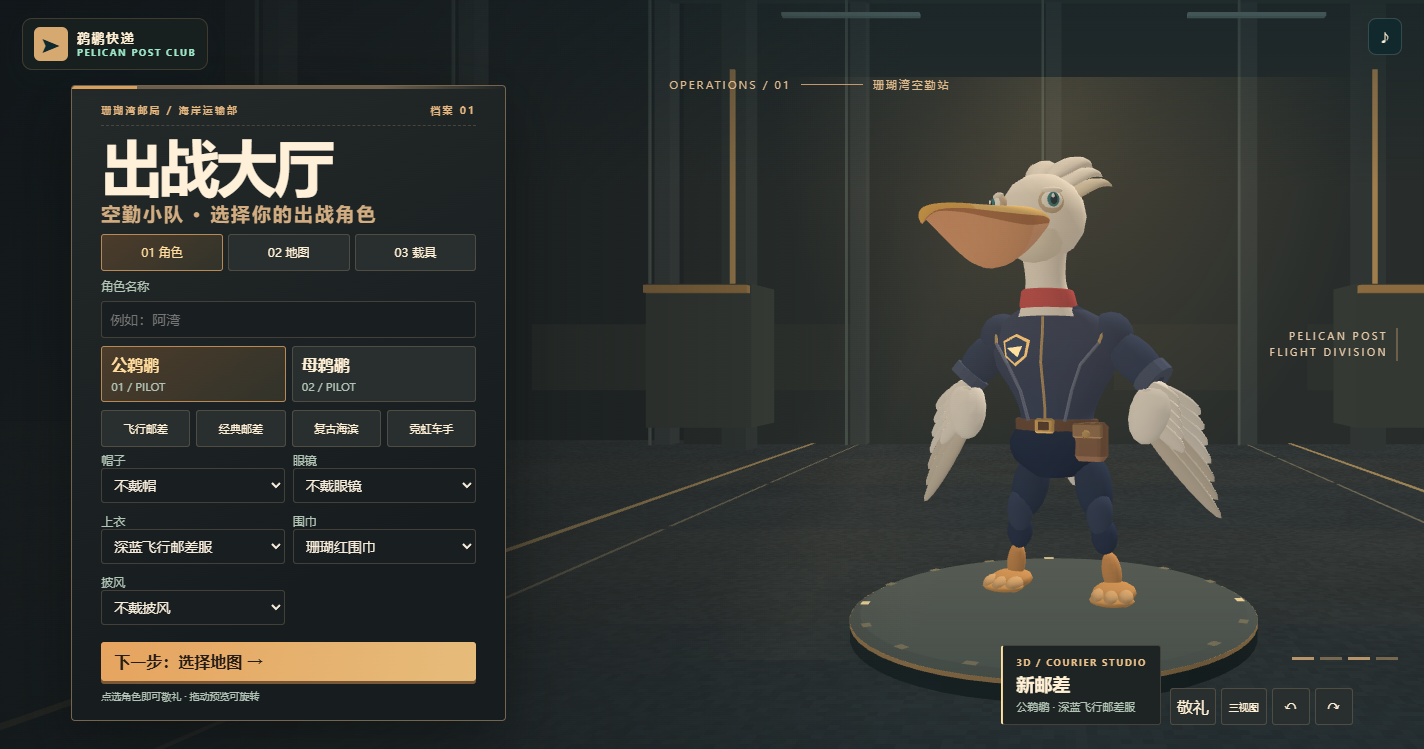 鹈鹕快递
PELICAN POST CLUB
♪
OPERATIONS / 01 珊瑚湾空勤站
珊瑚湾邮局 / 海岸运输部 档案 01
出战大厅
空勤小队 • 选择你的出战角色
01 角色 02 地图 03 载具
角色名称
例如：阿湾
公鹈鹕 母鹈鹕
01 / PILOT 02 / PILOT
飞行邮差 经典邮差 复古海滨 霓虹车手
帽子 眼镜
不戴帽 不戴眼镜
上衣 围巾
深蓝飞行邮差服 珊瑚红围巾
披风
不戴披风
下一步：选择地图 →
点选角色即可敬礼 · 拖动预览可旋转
PELICAN POST
FLIGHT DIVISION
3D / COURIER STUDIO
新邮差
公鹈鹕 · 深蓝飞行邮差服
敬礼 三视图 ↶ ↷